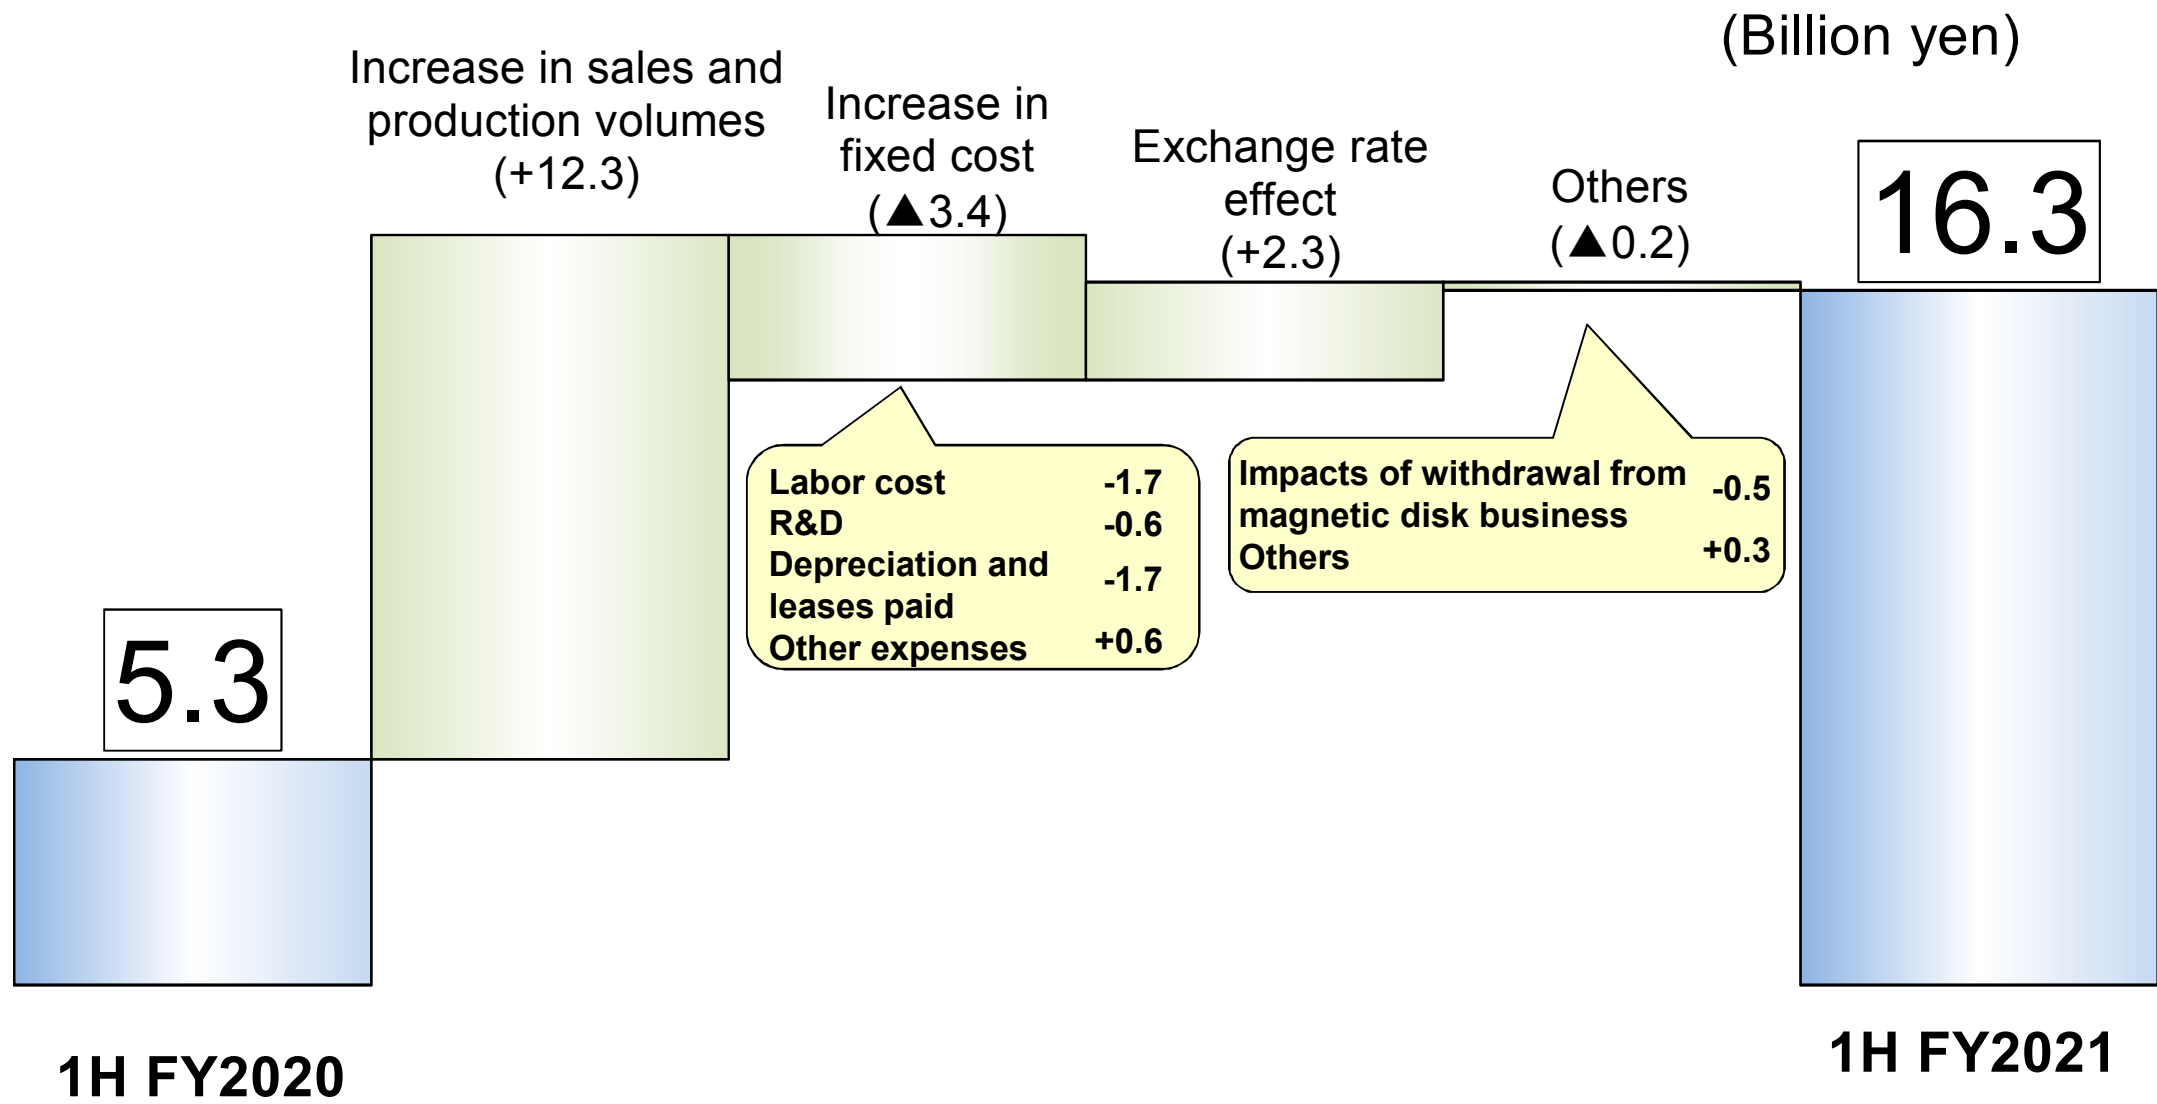 (Billion yen)
Increase in sales and
production volumes
(+12.3)
Increase in
fixed cost
(▲3.4)
Exchange rate
effect
(+2.3)
Others
(▲0.2)
16.3
5.3
Labor cost -1.7
R&D -0.6
Depreciation and
leases paid -1.7
Other expenses +0.6
Impacts of withdrawal from
magnetic disk business -0.5
Others +0.3
1H FY2020
1H FY2021